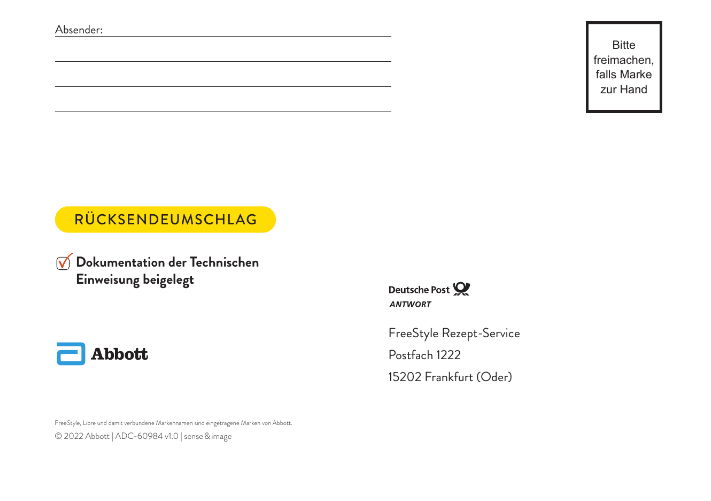 Absender:
Bitte
freimachen,
falls Marke
zur Hand
RÜCKSENDEUMSCHLAG
Dokumentation der Technischen
Einweisung beigelegt
Deutsche Post
ANTWORT
FreeStyle Rezept-Service
Postfach 1222
15202 Frankfurt (Oder)
Abbott
FreeStyle, Libre und damit verbundene Markennamen sind eingetragene Marken von Abbott.
© 2022 Abbott | ADC-60984 v1.0 | sense & image